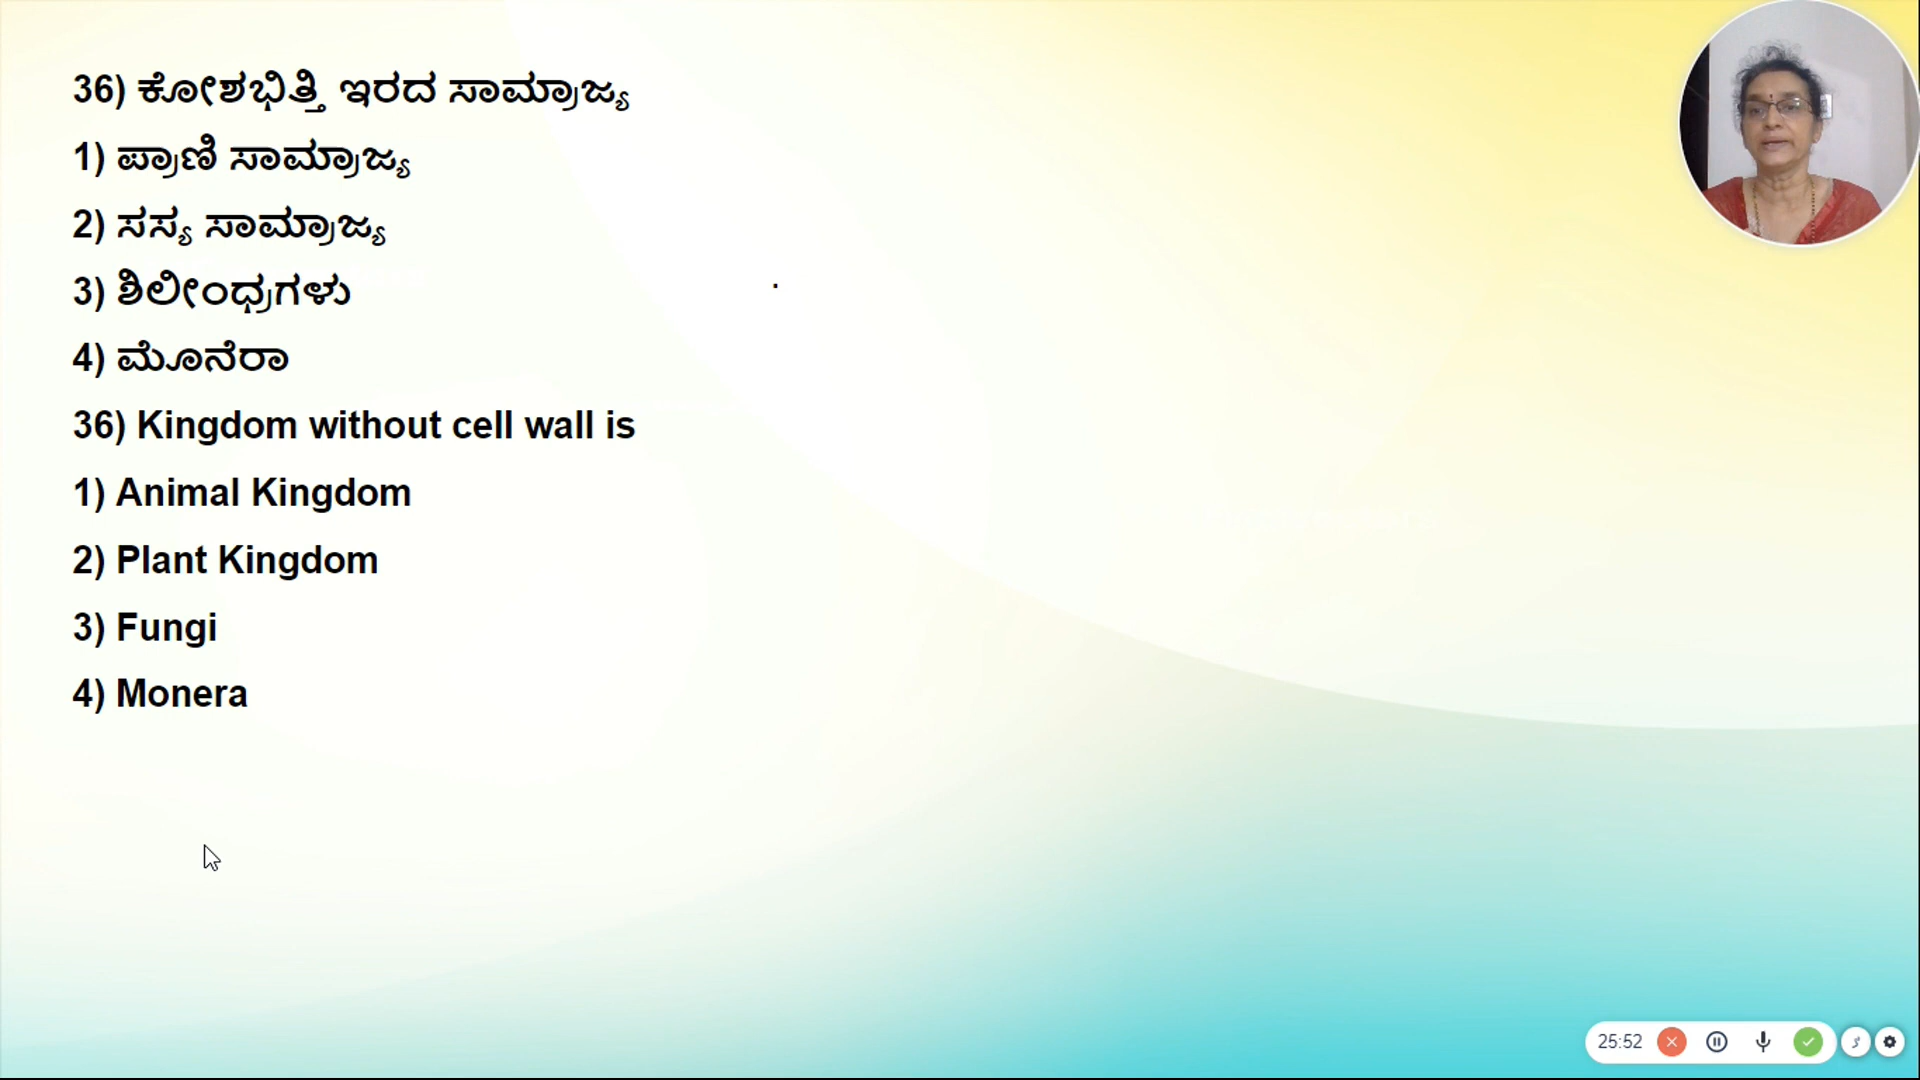 36) ಕೋಶಭಿತ್ತಿ ಇರದ ಸಾಮ್ರಾಜ್ಯ
1) ಪ್ರಾಣಿ ಸಾಮ್ರಾಜ್ಯ
2) ಸಸ್ಯ ಸಾಮ್ರಾಜ್ಯ
3) ಶಿಲೀಂಧ್ರಗಳು
4) ಮೊನೆರಾ
36) Kingdom without cell wall is
1) Animal Kingdom
2) Plant Kingdom
3) Fungi
4) Monera
25:52